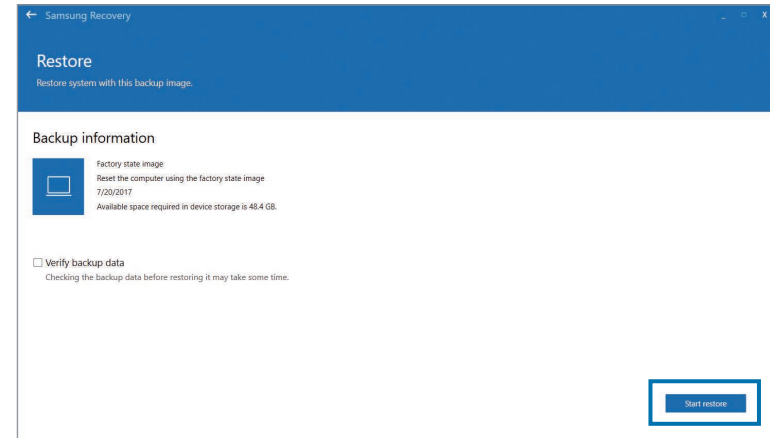 Samsung Recovery
Restore
Restore system with this backup image.
Backup information
Factory state image
Reset the computer using the factory state image
7/20/2017
Available space required in device storage is 48.4 GB.
Verify backup data
Checking the backup data before restoring it may take some time.
Start restore